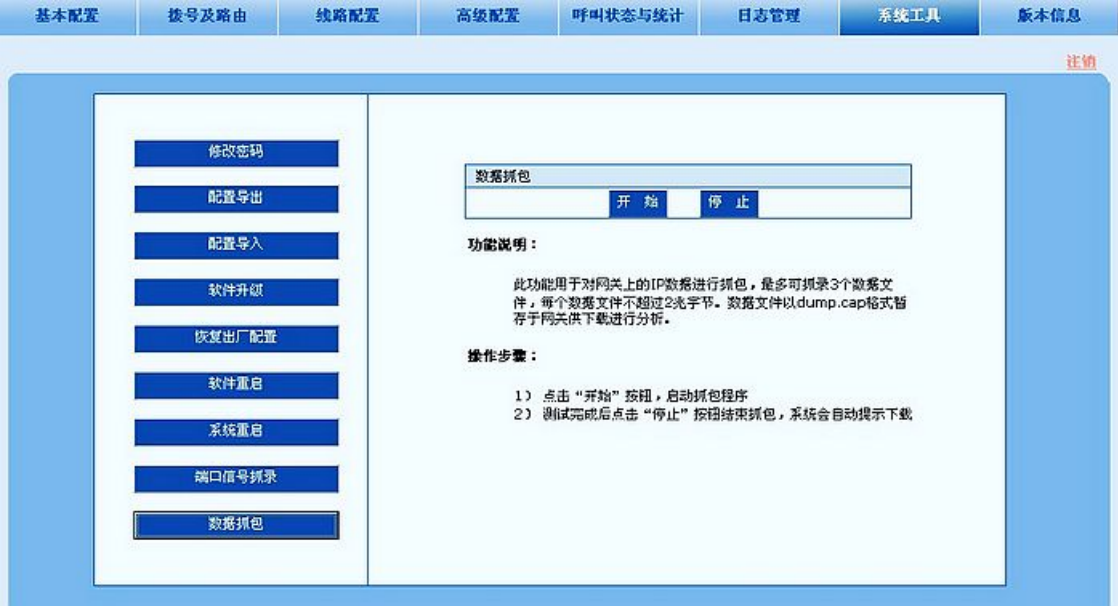 基本配置 拨号及路由 线路配置 高级配置 呼叫状态与统计 日志管理 系统工具 版本信息
注销
修改密码
配置导出
配置导入
软件升级
恢复出厂配置
软件重启
系统重启
端口信号抓录
数据抓包
数据抓包
开 始 停 止
功能说明：
此功能用于对网关上的IP数据进行抓包，最多可抓录3个数据文
件，每个数据文件不超过2兆字节。数据文件以dump.cap格式暂
存于网关供下载进行分析。
操作步骤：
1） 点击“开始”按钮，启动抓包程序
2） 测试完成后点击“停止”按钮结束抓包，系统会自动提示下载